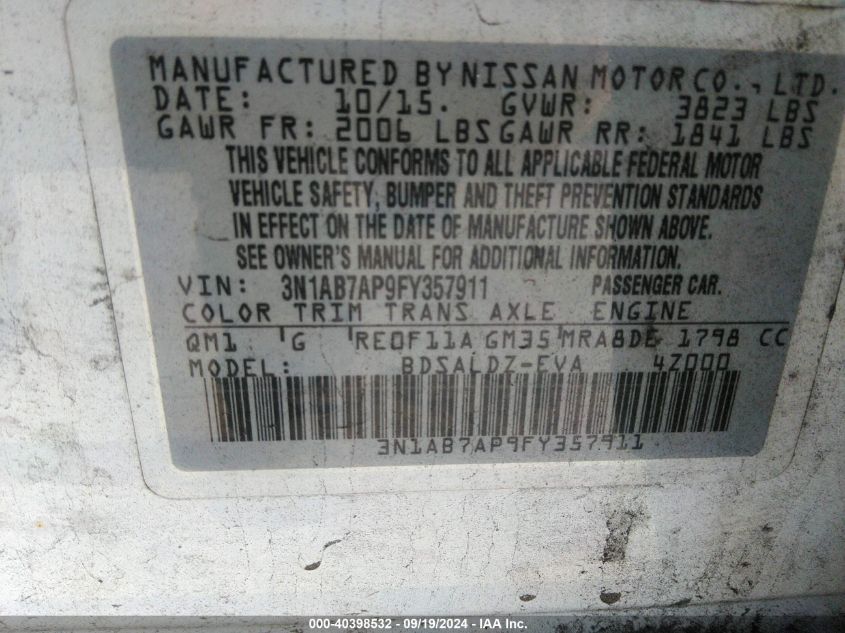 MANUFACTURED BY NISSAN MOTOR CO., LTD.
DATE: 10/15. GVWR: 3823 LBS
GAWR FR: 2006 LBS GAWR RR: 1841 LBS
THIS VEHICLE CONFORMS TO ALL APPLICABLE FEDERAL MOTOR
VEHICLE SAFETY, BUMPER AND THEFT PREVENTION STANDARDS
IN EFFECT ON THE DATE OF MANUFACTURE SHOWN ABOVE.
SEE OWNER'S MANUAL FOR ADDITIONAL INFORMATION.
VIN: 3N1AB7AP9FY357911 PASSENGER CAR.
COLOR TRIM TRANS AXLE ENGINE
QM1 'G 'RE0F11A GM35 'MRA8DE 1798 CC
MODEL: BDSALDZ-EVA 4Z000
3N1AB7AP9FY357911
000-40398532 - 09/19/2024 - IAAI.COM